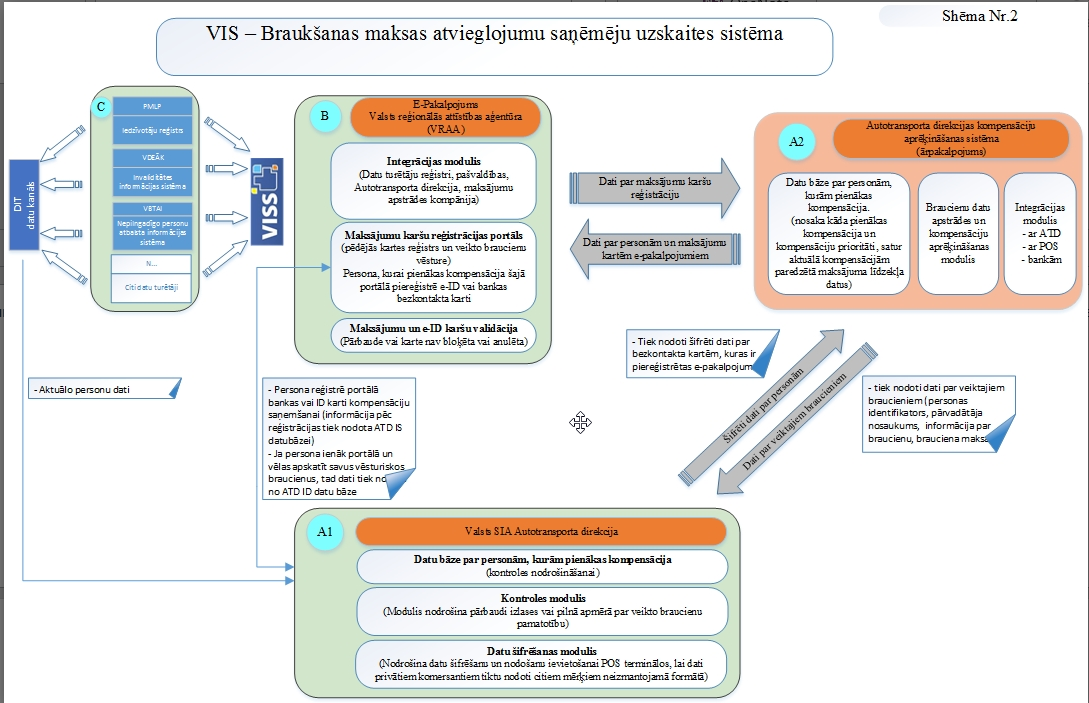 Shēma Nr.2
VIS – Braukšanas maksas atvieglojumu saņēmēju uzskaites sistēma
C
PMLP
Iedzīvotāju reģistrs
VDEĀK
Invaliditātes
informācijas sistēma
VBTAI
Nepilngadīgo personu
atbalsta informācijas
sistēma
N...
Citi datu turētāji
DIT
datu kanāls
VISS
B
E-Pakalpojums
Valsts reģionālās attīstības aģentūra
(VRAA)
Integrācijas modulis
(Datu turētāju reģistri, pašvaldības,
Autotransporta direkcija, maksājumu
apstrādes kompānija)
Maksājumu karšu reģistrācijas portāls
(pēdējās kartes reģistrs un veikto braucienu
vēsture)
Persona, kurai pienākas kompensācija šajā
portālā piereģistrē e-ID vai bankas
bezkontakta karti
Maksājumu un e-ID karšu validācija
(Pārbaude vai karte nav bloķēta vai anulēta)
Dati par maksājumu karšu
reģistrāciju
Dati par personām un maksājumu
kartēm e-pakalpojumiem
A2
Autotransporta direkcijas kompensāciju
aprēķināšanas sistēma
(ārpakalpojums)
Datu bāze par personām,
kurām pienākas
kompensācija.
(nosaka kāda pienākas
kompensācija un
kompensāciju prioritāti, satur
aktuālā kompensācijām
paredzētā maksājuma līdzekļa
datus)
Braucienu datu
apstrādes un
kompensāciju
aprēķināšanas
modulis
Integrācijas
modulis
- ar ATD
- ar POS
- bankām
- Tiek nodoti šifrēti dati par
bezkontakta kartēm, kuras ir
piereģistrētas e-pakalpojum
Šifrēti dati par personām
Dati par veiktajiem braucieniem
- tiek nodoti dati par veiktajiem
braucieniem (personas
identifikators, pārvadātāja
nosaukums, informācija par
braucienu, brauciena maksa
- Aktuālo personu dati
- Persona reģistrē portālā
bankas vai ID karti kompensāciju
saņemšanai (informācija pēc
reģistrācijas tiek nodota ATD IS
datubāzei)
- Ja persona ienāk portālā un
vēlas apskatīt savus vēsturiskos
braucienus, tad dati tiek no
no ATD ID datu bāze
A1
Valsts SIA Autotransporta direkcija
Datu bāze par personām, kurām pienākas kompensācija
(kontroles nodrošināšanai)
Kontroles modulis
(Modulis nodrošina pārbaudi izlases vai pilnā apmērā par veikto braucienu
pamatotību)
Datu šifrēšanas modulis
(Nodrošina datu šifrēšanu un nodošanu ievietošanai POS terminālos, lai dati
privātiem komersantiem tiktu nodoti citiem mērķiem neizmantojamā formātā)